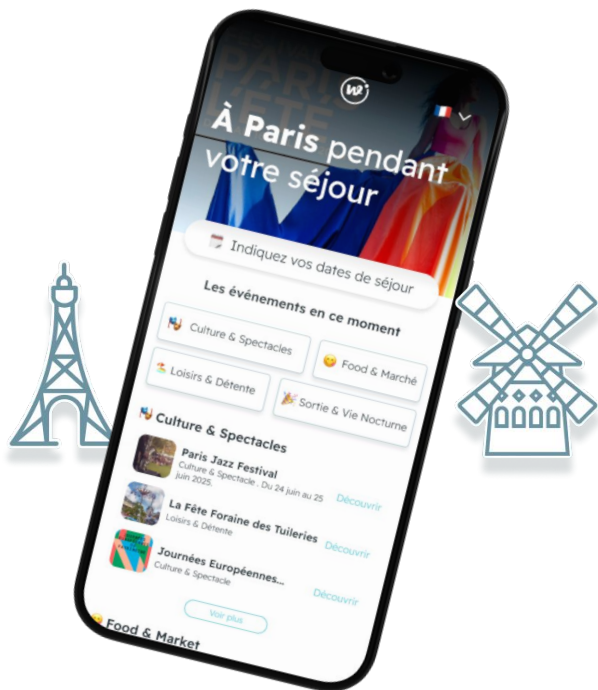 PARIS
L'ÉTÉ
À Paris pendant
votre séjour
Indiquez vos dates de séjour
Les événements en ce moment
Culture & Spectacles
Food & Marché
Loisirs & Détente
Sortie & Vie Nocturne
Culture & Spectacles
Paris Jazz Festival
Culture & Spectacle . Du 24 juin au 25
juin 2025.
Découvrir
La Fête Foraine des Tuileries
Loisirs & Détente
Découvrir
Journées Européennes...
Culture & Spectacle
Découvrir
Voir plus
Food & Market